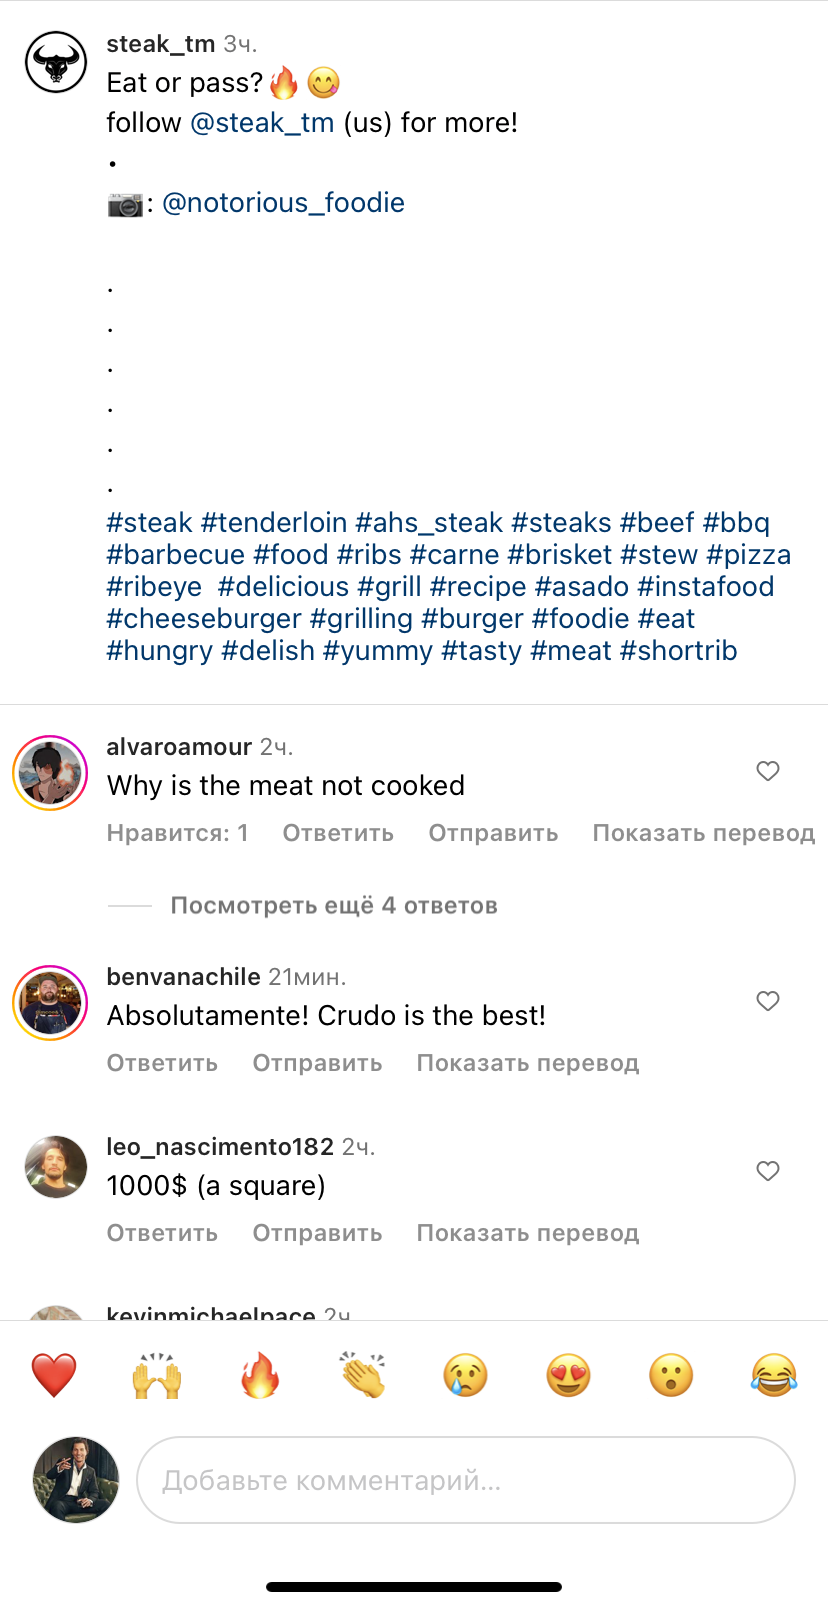 steak_tm 3ч.
Eat or pass?🔥😋
follow @steak_tm (us) for more!
•
📷: @notorious_foodie
.
.
.
.
.
.
#steak #tenderloin #ahs_steak #steaks #beef #bbq
#barbecue #food #ribs #carne #brisket #stew #pizza
#ribeye #delicious #grill #recipe #asado #instafood
#cheeseburger #grilling #burger #foodie #eat
#hungry #delish #yummy #tasty #meat #shortrib
alvaroamour 2ч.
Why is the meat not cooked
Нравится: 1 Ответить Отправить Показать перевод
Посмотреть ещё 4 ответов
benvanachile 21мин.
Absolutamente! Crudo is the best!
Ответить Отправить Показать перевод
leo_nascimento182 2ч.
1000$ (a square)
Ответить Отправить Показать перевод
kevinmichaelpace 2ч
Добавьте комментарий...